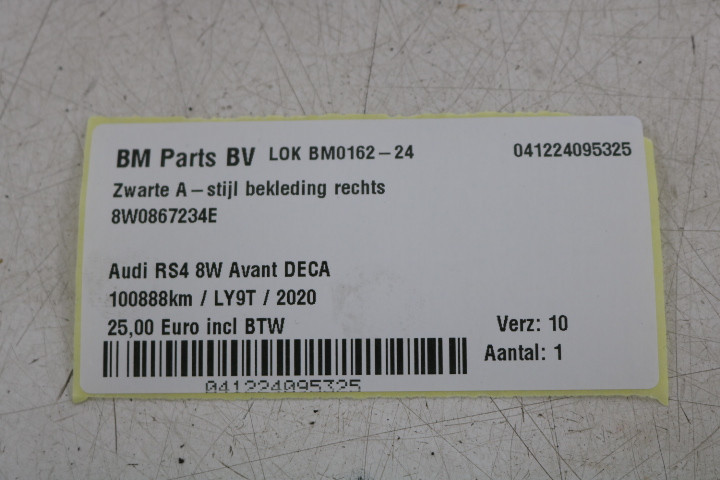 BM Parts BV LOK BM0162-24 041224095325
Zwarte A-stijl bekleding rechts
8W0867234E
Audi RS4 8W Avant DECA
100888km / LY9T / 2020
25,00 Euro incl BTW Verz: 10
Aantal: 1
041224095325